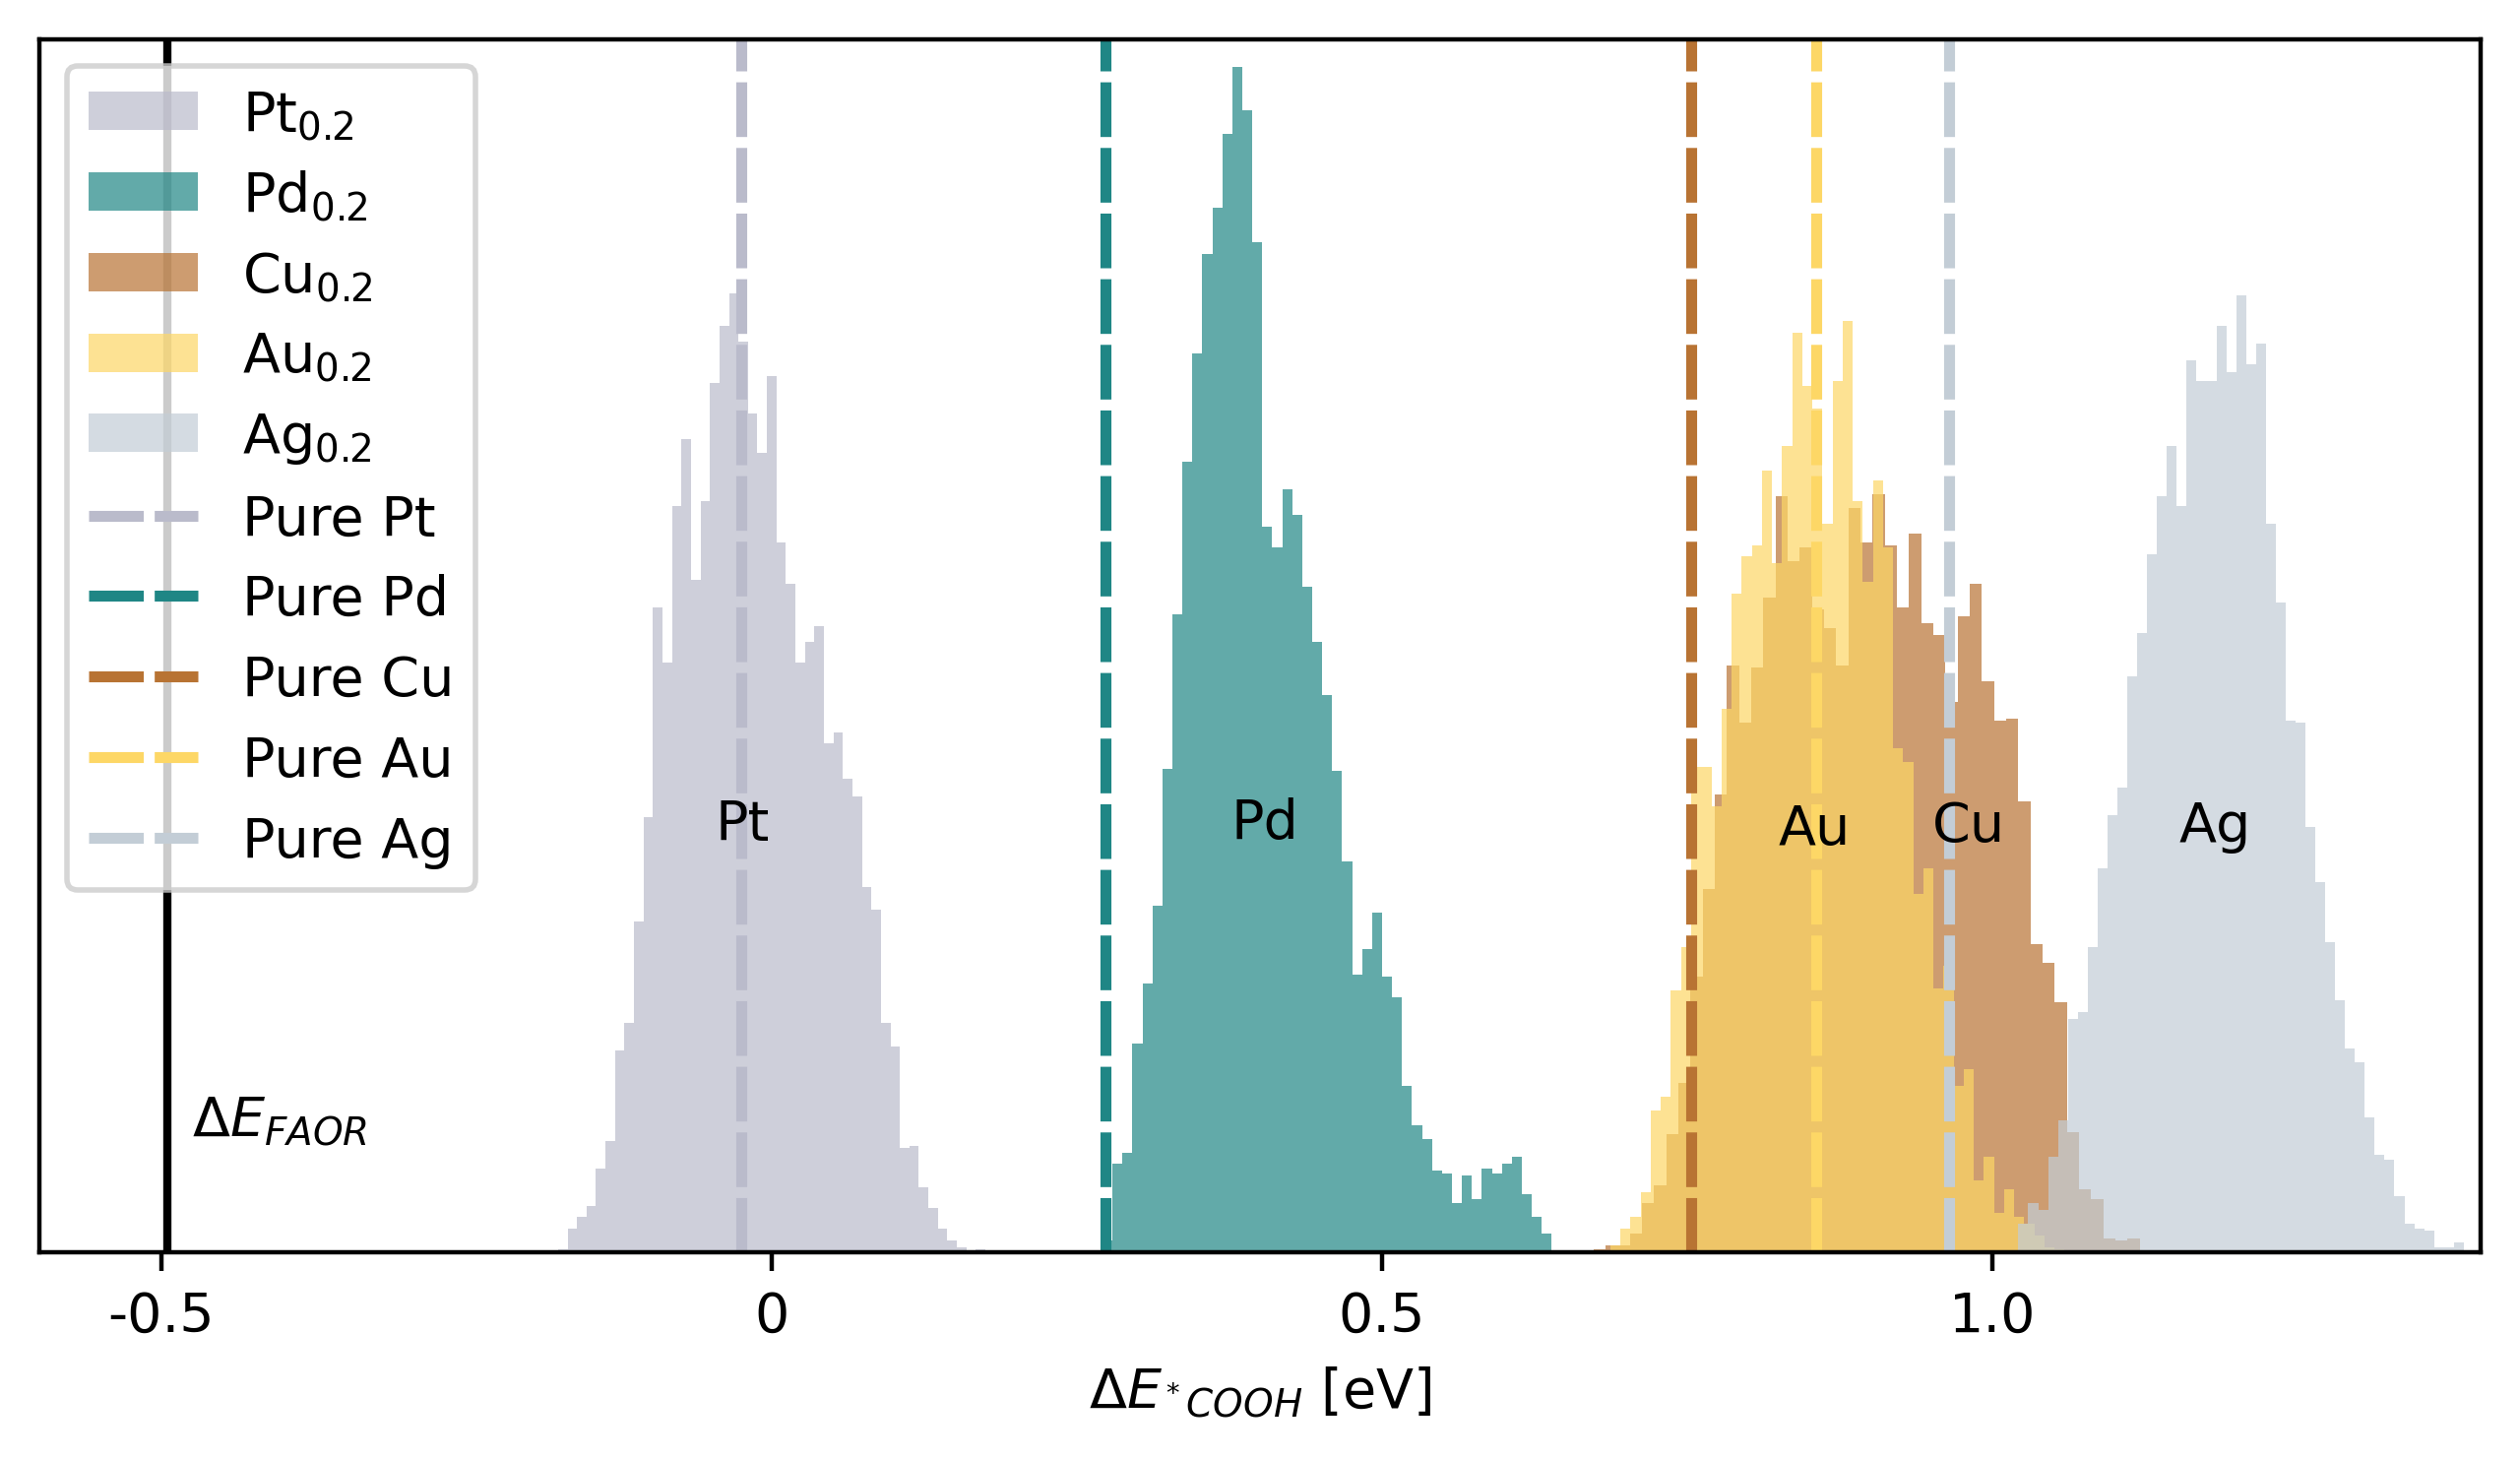 Pt0.2
Pd0.2
Cu0.2
Au0.2
Ag0.2
Pure Pt
Pure Pd
Pure Cu
Pure Au
Pure Ag
Pt
Pd
Au
Cu
Ag
ΔE_FAOR
-0.5
0
0.5
1.0
ΔE*COOH [eV]